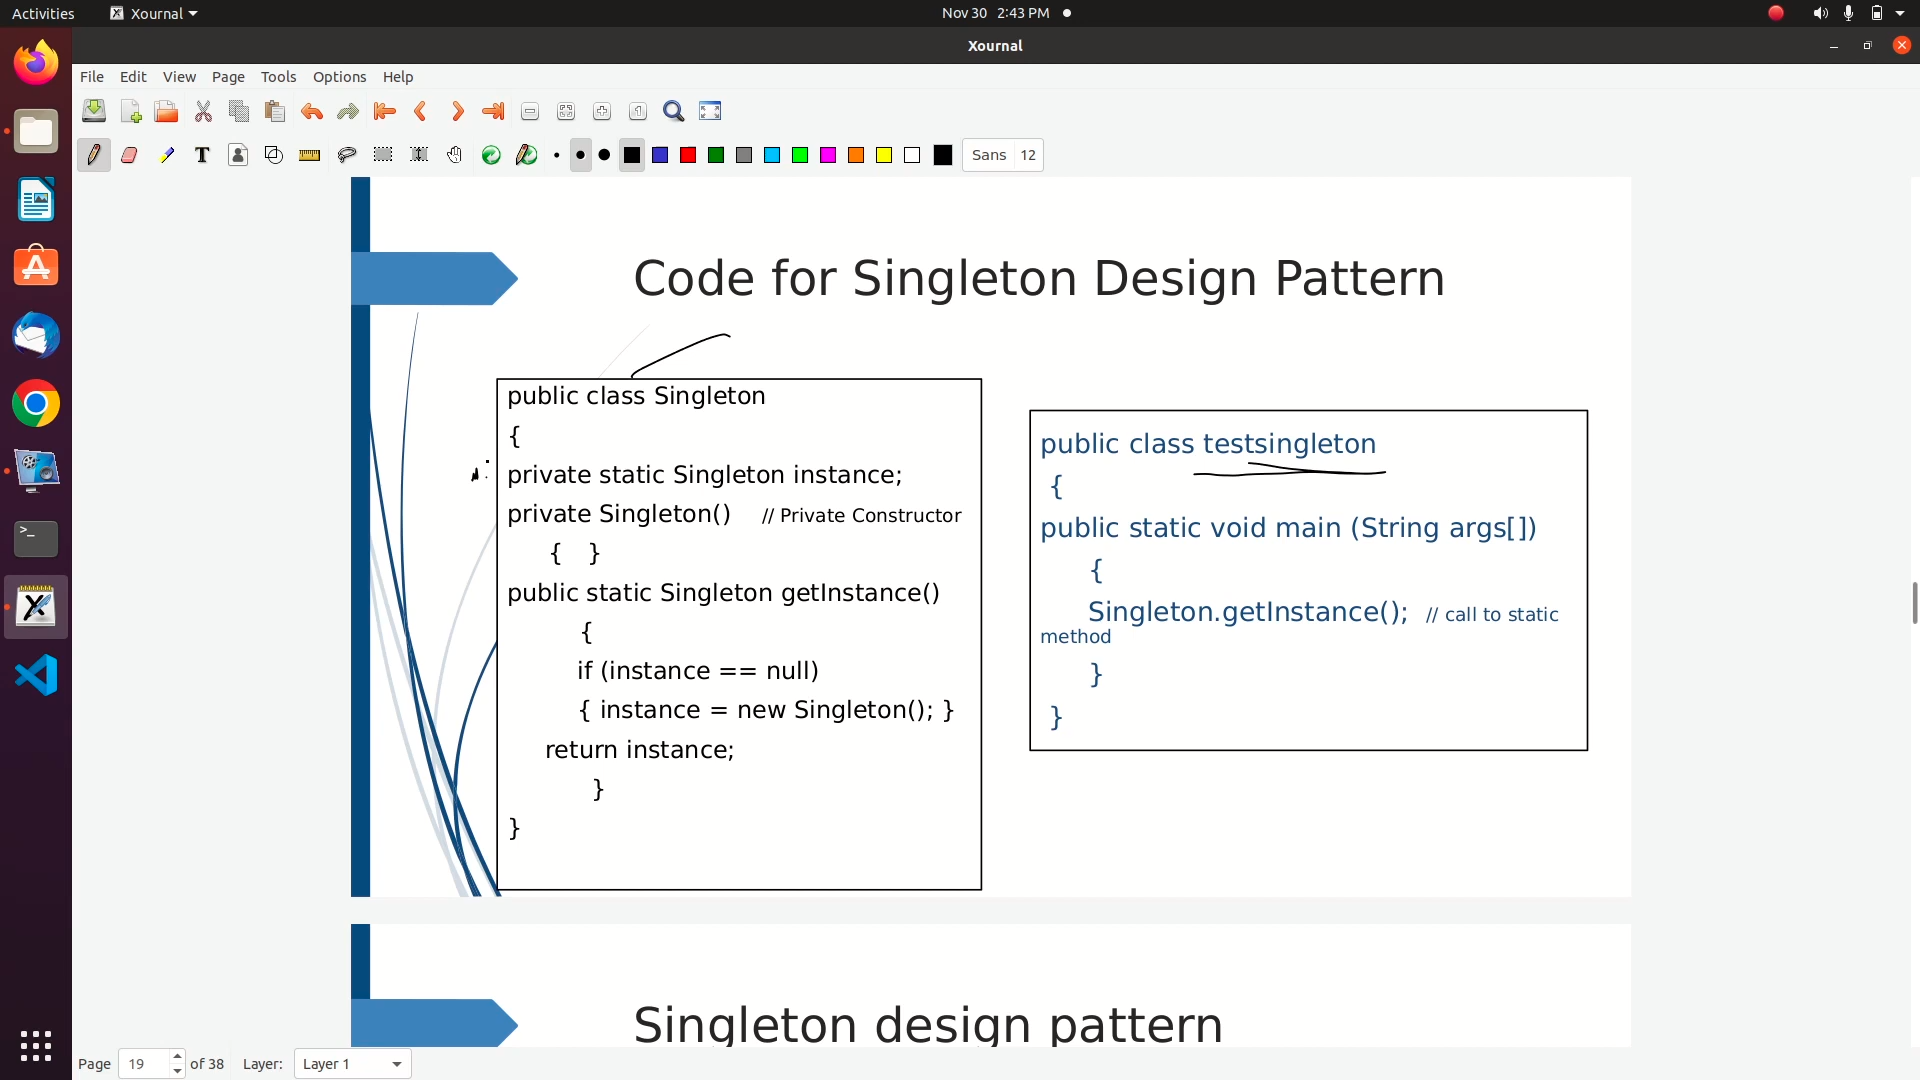 Activities Xournal Nov 30 2:43 PM
Xournal
File Edit View Page Tools Options Help
Sans 12
Code for Singleton Design Pattern
public class Singleton
{
private static Singleton instance;
private Singleton() // Private Constructor
{ }
public static Singleton getInstance()
{
if (instance == null)
{ instance = new Singleton(); }
return instance;
}
}
public class testsingleton
{
public static void main (String args[])
{
Singleton.getInstance(); // call to static
method
}
}
Singleton design pattern
Page 19 of 38 Layer: Layer 1